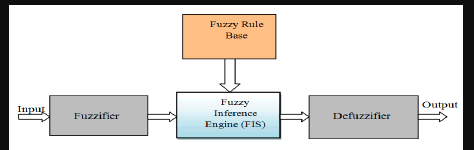 Fuzzy Rule
Base
Input
Fuzzifier
Fuzzy
Inference
Engine (FIS)
Defuzzifier
Output